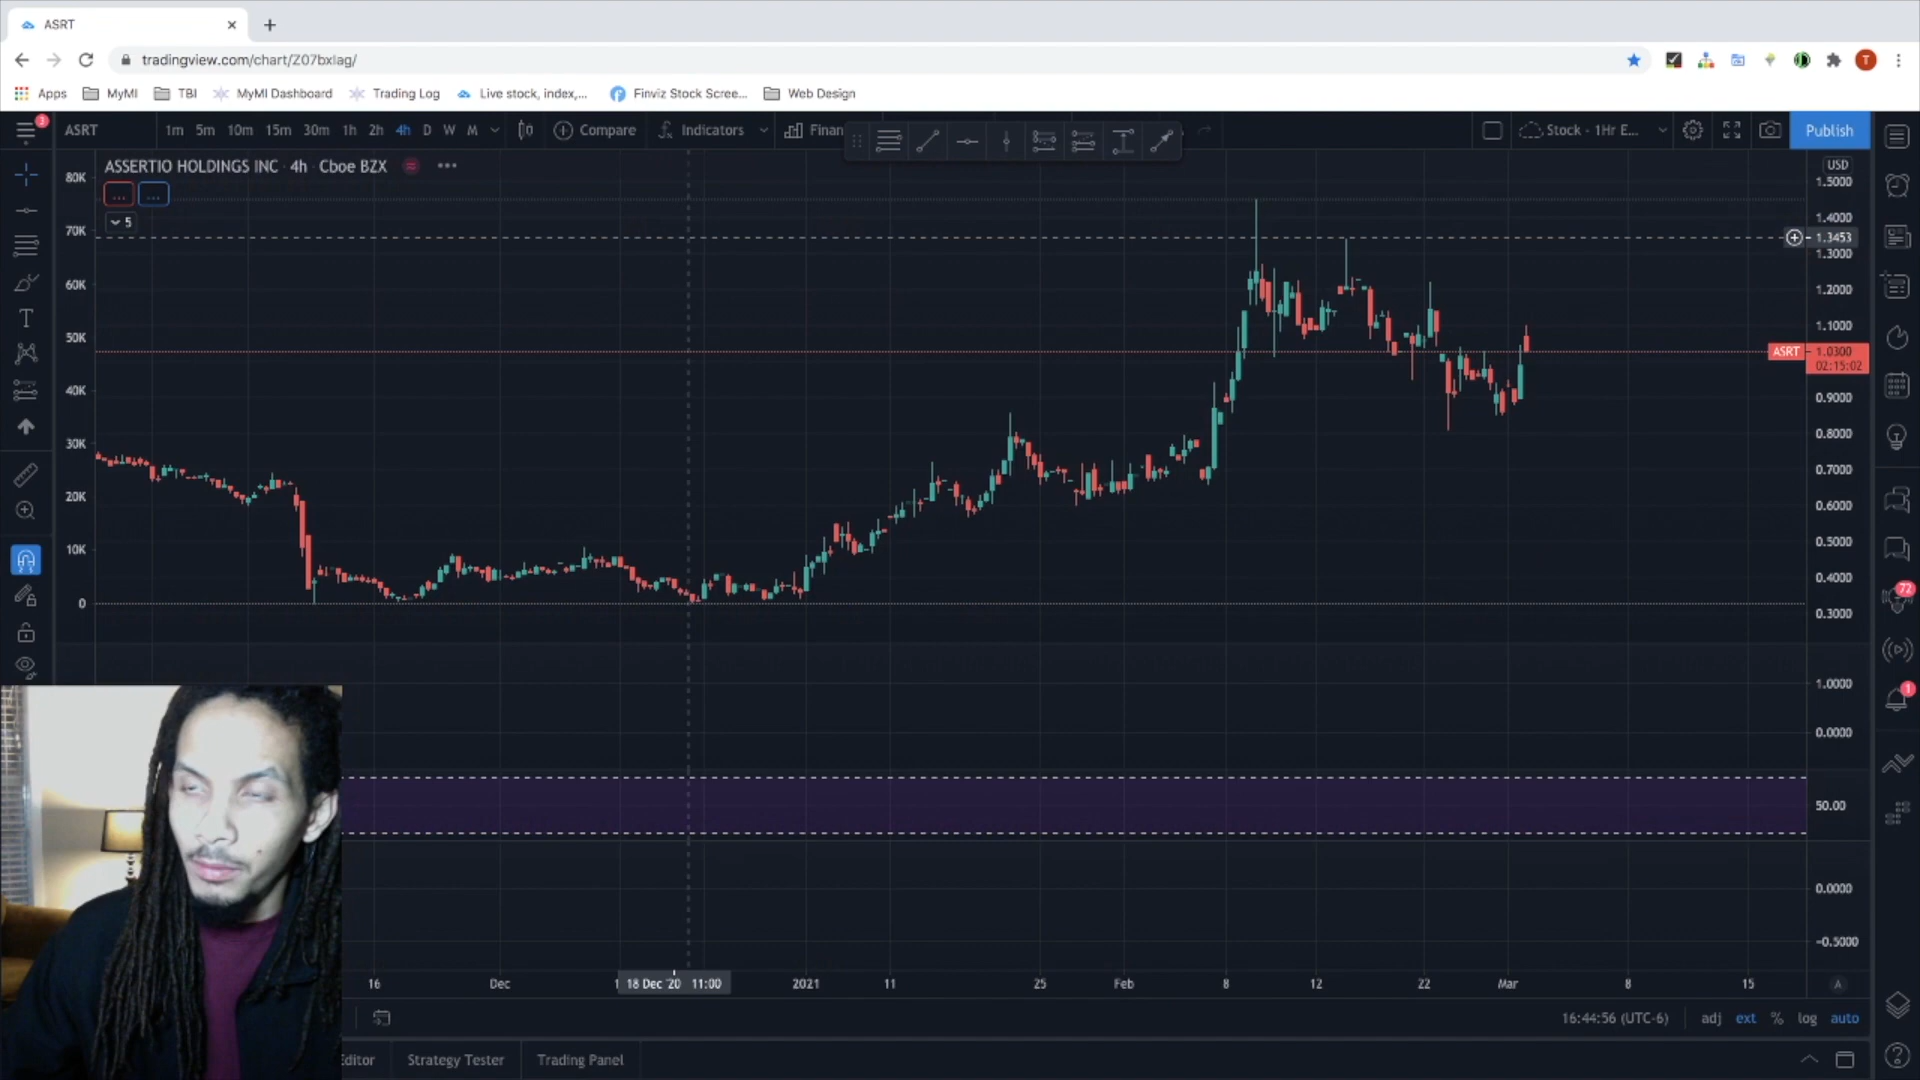 ASRT
tradingview.com/chart/Z07bxlag/
T
Apps MyMI TBI MyMI Dashboard Trading Log Live stock, index,... Finviz Stock Scree... Web Design
3
ASRT 1m 5m 10m 15m 30m 1h 2h 4h D W M Compare Indicators Finan Stock - 1Hr E... Publish
ASSERTIO HOLDINGS INC · 4h · Cboe BZX
USD
... ...
5
80K
70K
60K
50K
40K
30K
20K
10K
0
1.5000
1.4000
1.3453
1.3000
1.2000
1.1000
ASRT 1.0300
02:15:02
0.9000
0.8000
0.7000
0.6000
0.5000
0.4000
0.3000
1.0000
0.0000
50.00
0.0000
-0.5000
72
1
16 Dec 1 18 Dec '20 11:00 2021 11 25 Feb 8 12 22 Mar 8 15 A
16:44:56 (UTC-6) adj ext % log auto
Editor Strategy Tester Trading Panel